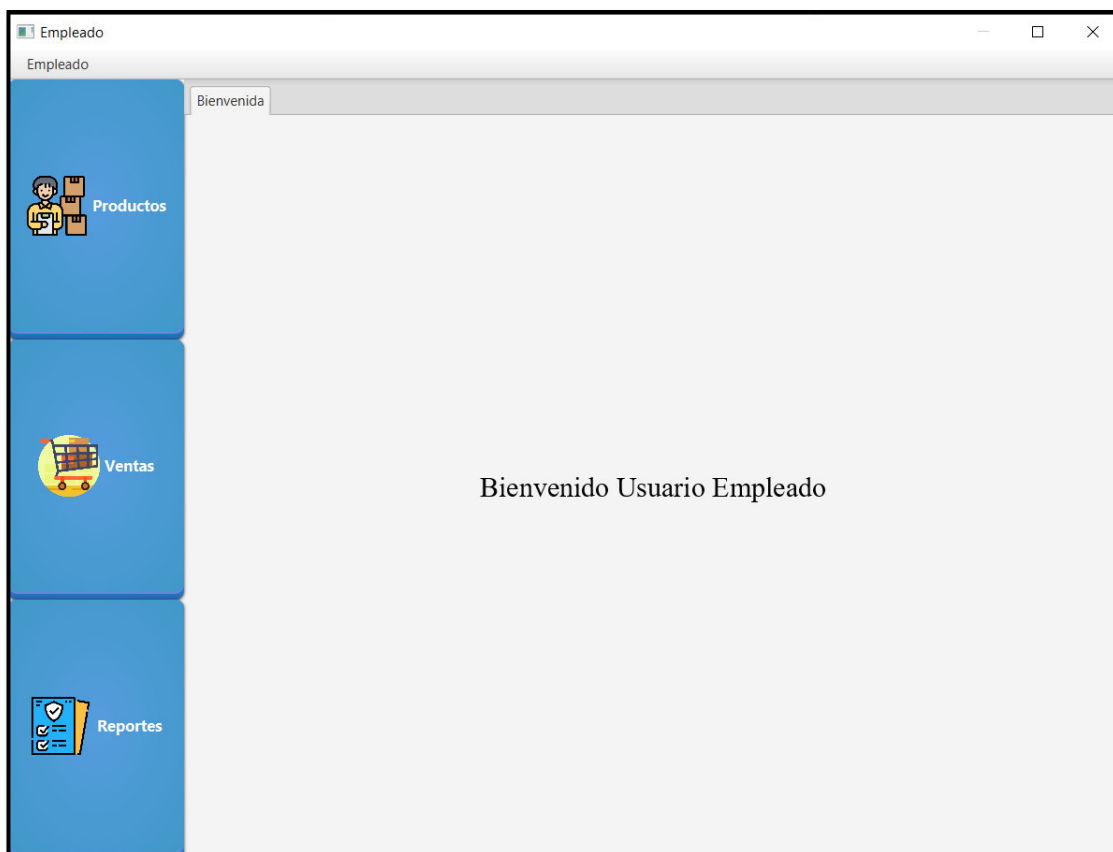 Empleado
Empleado
Bienvenida
Productos
Ventas
Bienvenido Usuario Empleado
Reportes